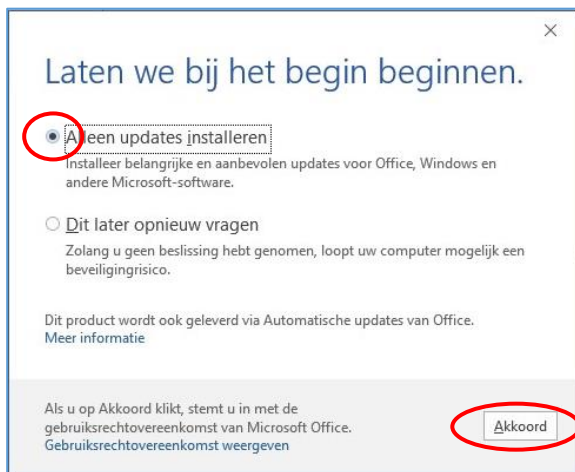 Laten we bij het begin beginnen.
Alleen updates installeren
Installeer belangrijke en aanbevolen updates voor Office, Windows en
andere Microsoft-software.
Dit later opnieuw vragen
Zolang u geen beslissing hebt genomen, loopt uw computer mogelijk een
beveiligingrisico.
Dit product wordt ook geleverd via Automatische updates van Office.
Meer informatie
Als u op Akkoord klikt, stemt u in met de
gebruiksrechtovereenkomst van Microsoft Office.
Gebruiksrechtovereenkomst weergeven
Akkoord